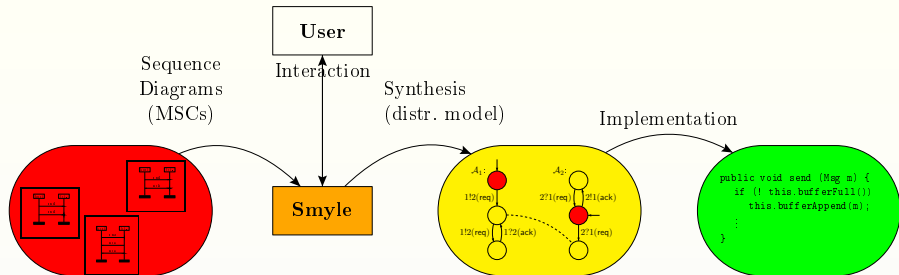 User
Sequence
Diagrams
(MSCs)
Interaction
Synthesis
(distr. model)
Implementation
Smyle
A₁:
A₂:
1!2(req)
1!2(req)
1?2(ack)
2?1(req)
2!1(ack)
2?1(req)
public void send (Msg m) {
if (! this.bufferFull())
this.bufferAppend(m);
:
}